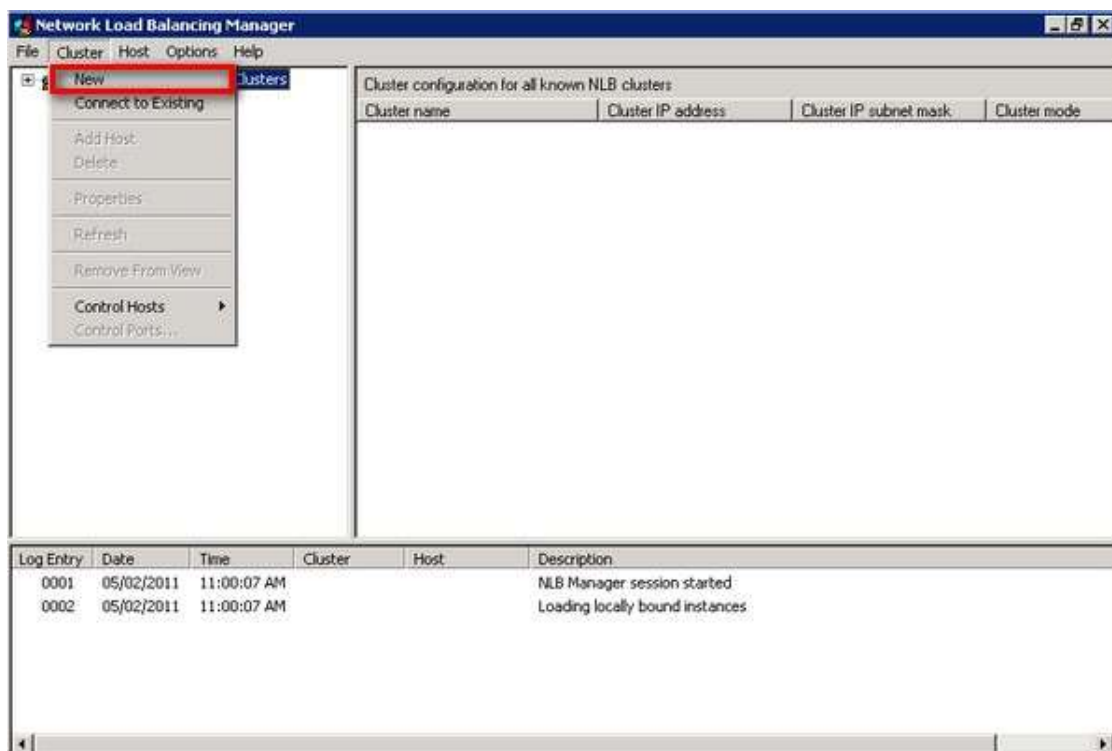 Network Load Balancing Manager
File Cluster Host Options Help
New
Clusters
Connect to Existing
Add Host
Delete
Properties
Refresh
Remove From View
Control Hosts
Control Ports...
Cluster configuration for all known NLB clusters
Cluster name Cluster IP address Cluster IP subnet mask Cluster mode
Log Entry Date Time Cluster Host Description
0001 05/02/2011 11:00:07 AM NLB Manager session started
0002 05/02/2011 11:00:07 AM Loading locally bound instances